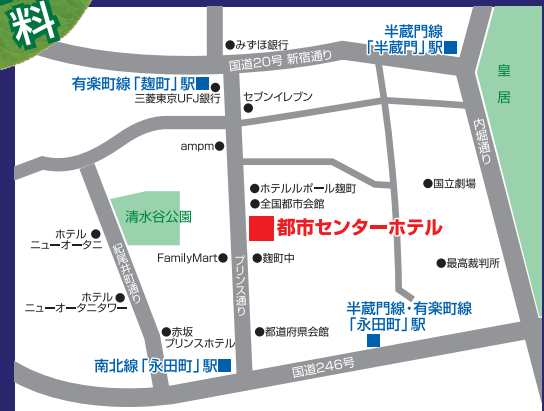 料
みずほ銀行
国道20号 新宿通り
半蔵門線
「半蔵門」駅
皇
居
有楽町線「麹町」駅
三菱東京UFJ銀行
セブンイレブン
内堀通り
ampm
ホテルルポール麹町
国立劇場
全国都市会館
清水谷公園
都市センターホテル
ホテル
ニューオータニ
紀尾井町通り
FamilyMart
プリンス通り
麹町中
最高裁判所
ホテル
ニューオータニタワー
半蔵門線・有楽町線
「永田町」駅
赤坂
プリンスホテル
都道府県会館
南北線「永田町」駅
国道246号